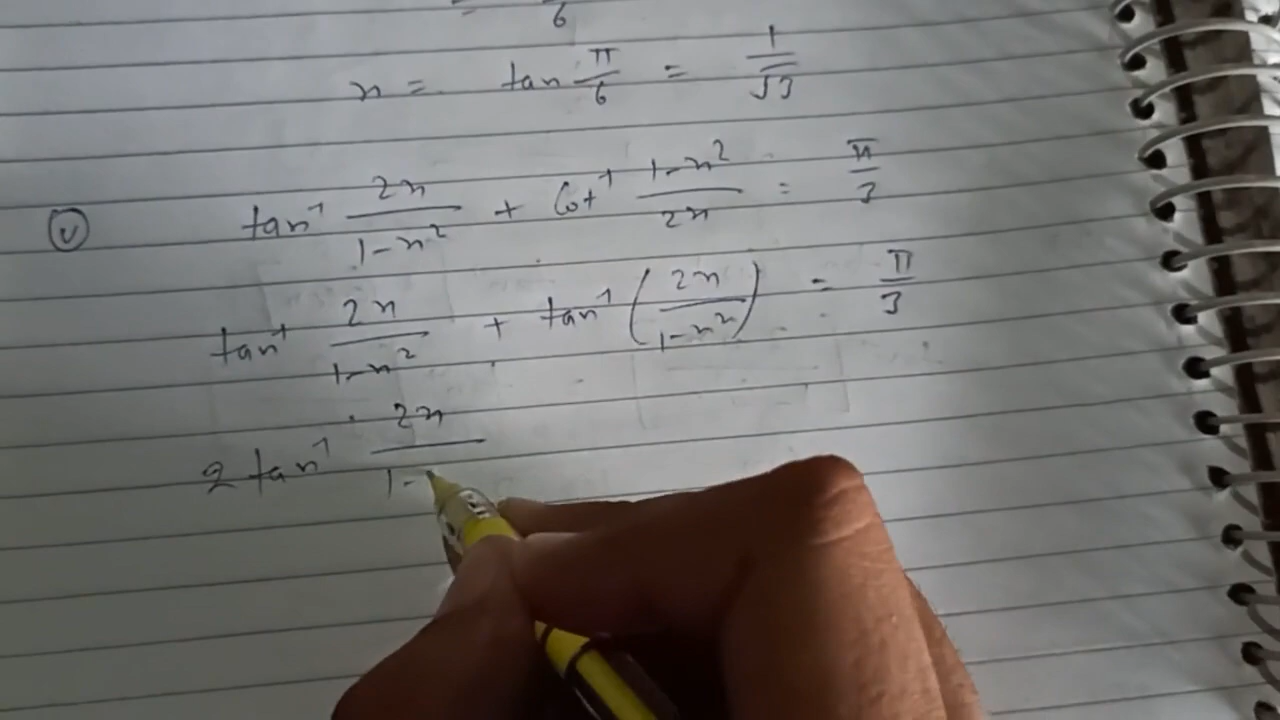 = 6
x = tan π/6 = 1/√3
(v) tan⁻¹ 2x/1-x² + Cot⁻¹ 1-x²/2x = π/3
tan⁻¹ 2x/1-x² + tan⁻¹ (2x/1-x²) = π/3
2 tan⁻¹ 2x/1-